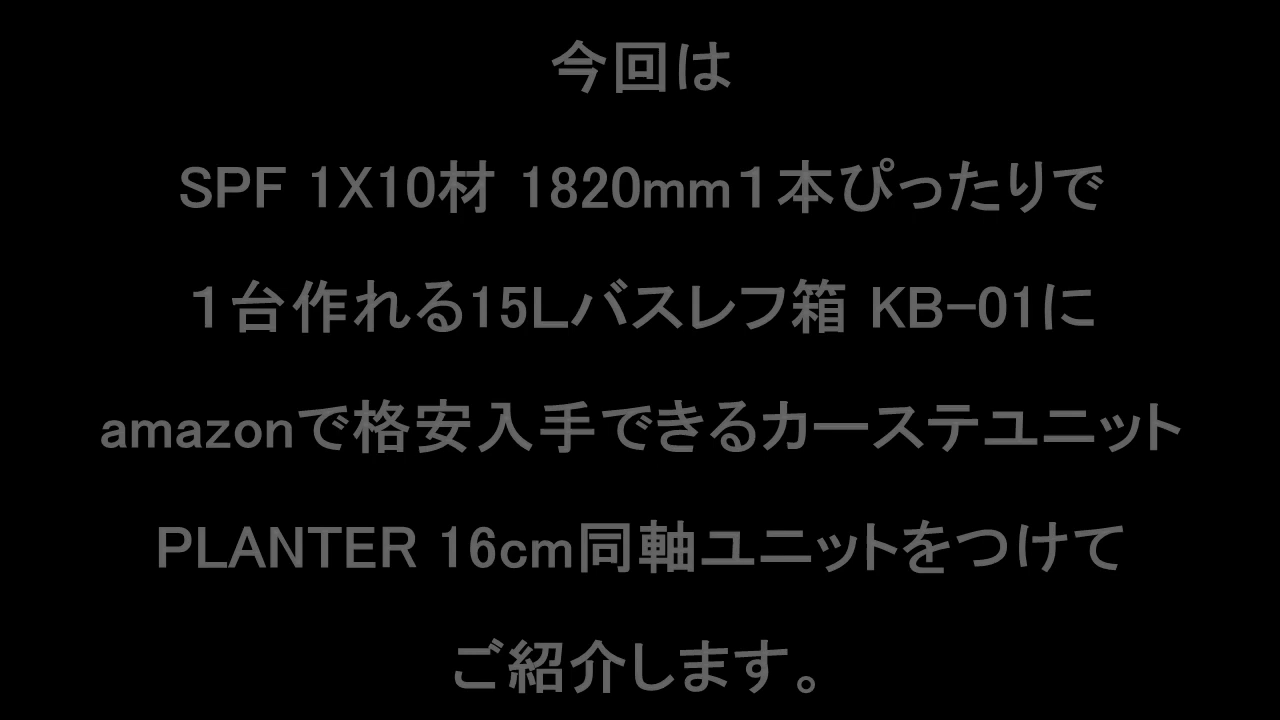 今回は
SPF 1X10材 1820mm１本ぴったりで
１台作れる15Lバスレフ箱 KB-01に
amazonで格安入手できるカーステユニット
PLANTER 16cm同軸ユニットをつけて
ご紹介します。